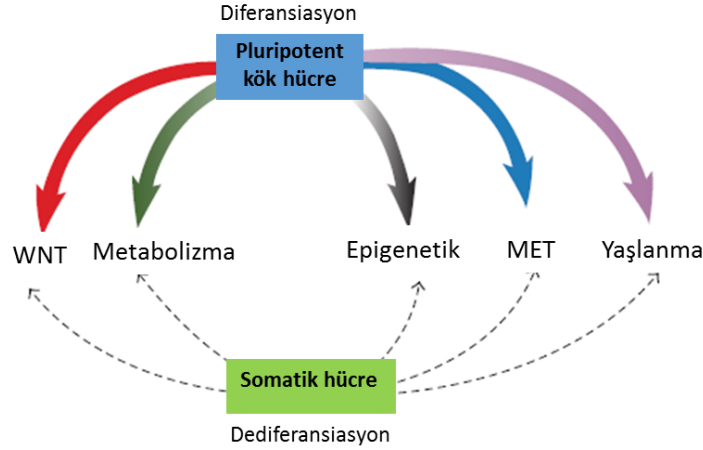 Diferansiasyon
Pluripotent
kök hücre
WNT
Metabolizma
Epigenetik
MET
Yaşlanma
Somatik hücre
Dediferansiasyon